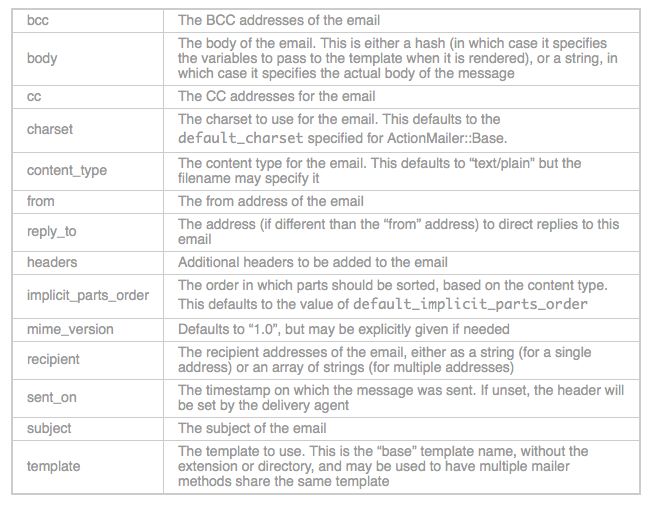 bcc The BCC addresses of the email
body The body of the email. This is either a hash (in which case it specifies
the variables to pass to the template when it is rendered), or a string, in
which case it specifies the actual body of the message
cc The CC addresses for the email
charset The charset to use for the email. This defaults to the
default_charset specified for ActionMailer::Base.
content_type The content type for the email. This defaults to “text/plain” but the
filename may specify it
from The from address of the email
reply_to The address (if different than the “from” address) to direct replies to this
email
headers Additional headers to be added to the email
implicit_parts_order The order in which parts should be sorted, based on the content type.
This defaults to the value of default_implicit_parts_order
mime_version Defaults to “1.0”, but may be explicitly given if needed
recipient The recipient addresses of the email, either as a string (for a single
address) or an array of strings (for multiple addresses)
sent_on The timestamp on which the message was sent. If unset, the header will
be set by the delivery agent
subject The subject of the email
template The template to use. This is the “base” template name, without the
extension or directory, and may be used to have multiple mailer
methods share the same template